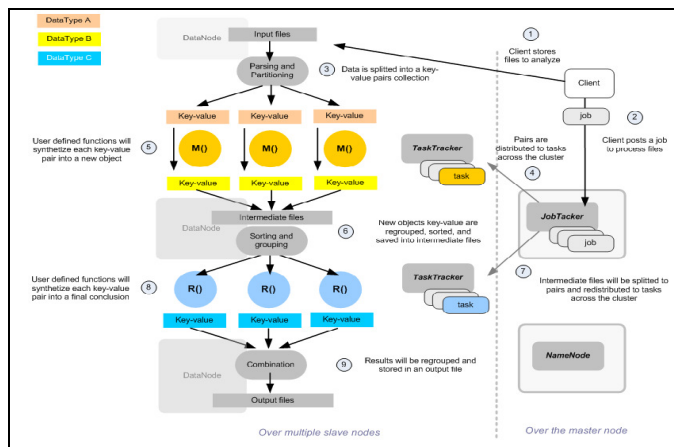 DataType A
DataType B
DataType C
DataNode
Input files
Parsing and
Partitioning
3
Data is splitted into a key-
value pairs collection
1
Client stores
files to analyze
Client
job
2
Client posts a job
to process files
Key-value
Key-value
Key-value
User defined functions will
synthetize each key-value
pair into a new object
5
M()
M()
M()
Key-value
Key-value
Key-value
TaskTracker
task
Pairs are
distributed to tasks
across the cluster
4
JobTacker
job
Intermediate files
DataNode
Sorting and
grouping
6
New objects key-value are
regrouped, sorted, and
saved into intermediate files
User defined functions will
synthetize each key-value
pair into a final conclusion
8
R()
R()
R()
Key-value
Key-value
Key-value
TaskTracker
task
7
Intermediate files will be splitted to
pairs and redistributed to tasks
across the cluster
NameNode
DataNode
Combination
9
Results will be regrouped and
stored in an output file
Output files
Over multiple slave nodes
Over the master node